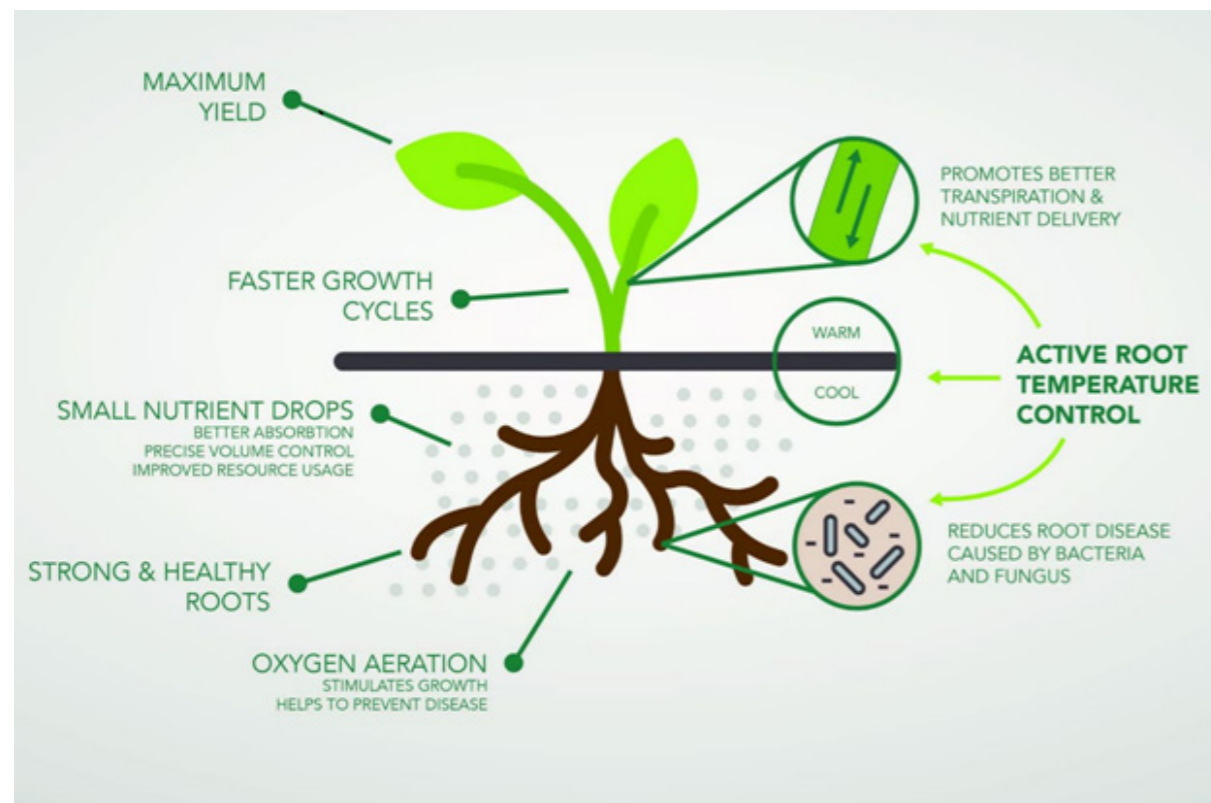 MAXIMUM
YIELD
FASTER GROWTH
CYCLES
SMALL NUTRIENT DROPS
BETTER ABSORBTION
PRECISE VOLUME CONTROL
IMPROVED RESOURCE USAGE
STRONG & HEALTHY
ROOTS
OXYGEN AERATION
STIMULATES GROWTH
HELPS TO PREVENT DISEASE
PROMOTES BETTER
TRANSPIRATION &
NUTRIENT DELIVERY
WARM
COOL
ACTIVE ROOT
TEMPERATURE
CONTROL
REDUCES ROOT DISEASE
CAUSED BY BACTERIA
AND FUNGUS